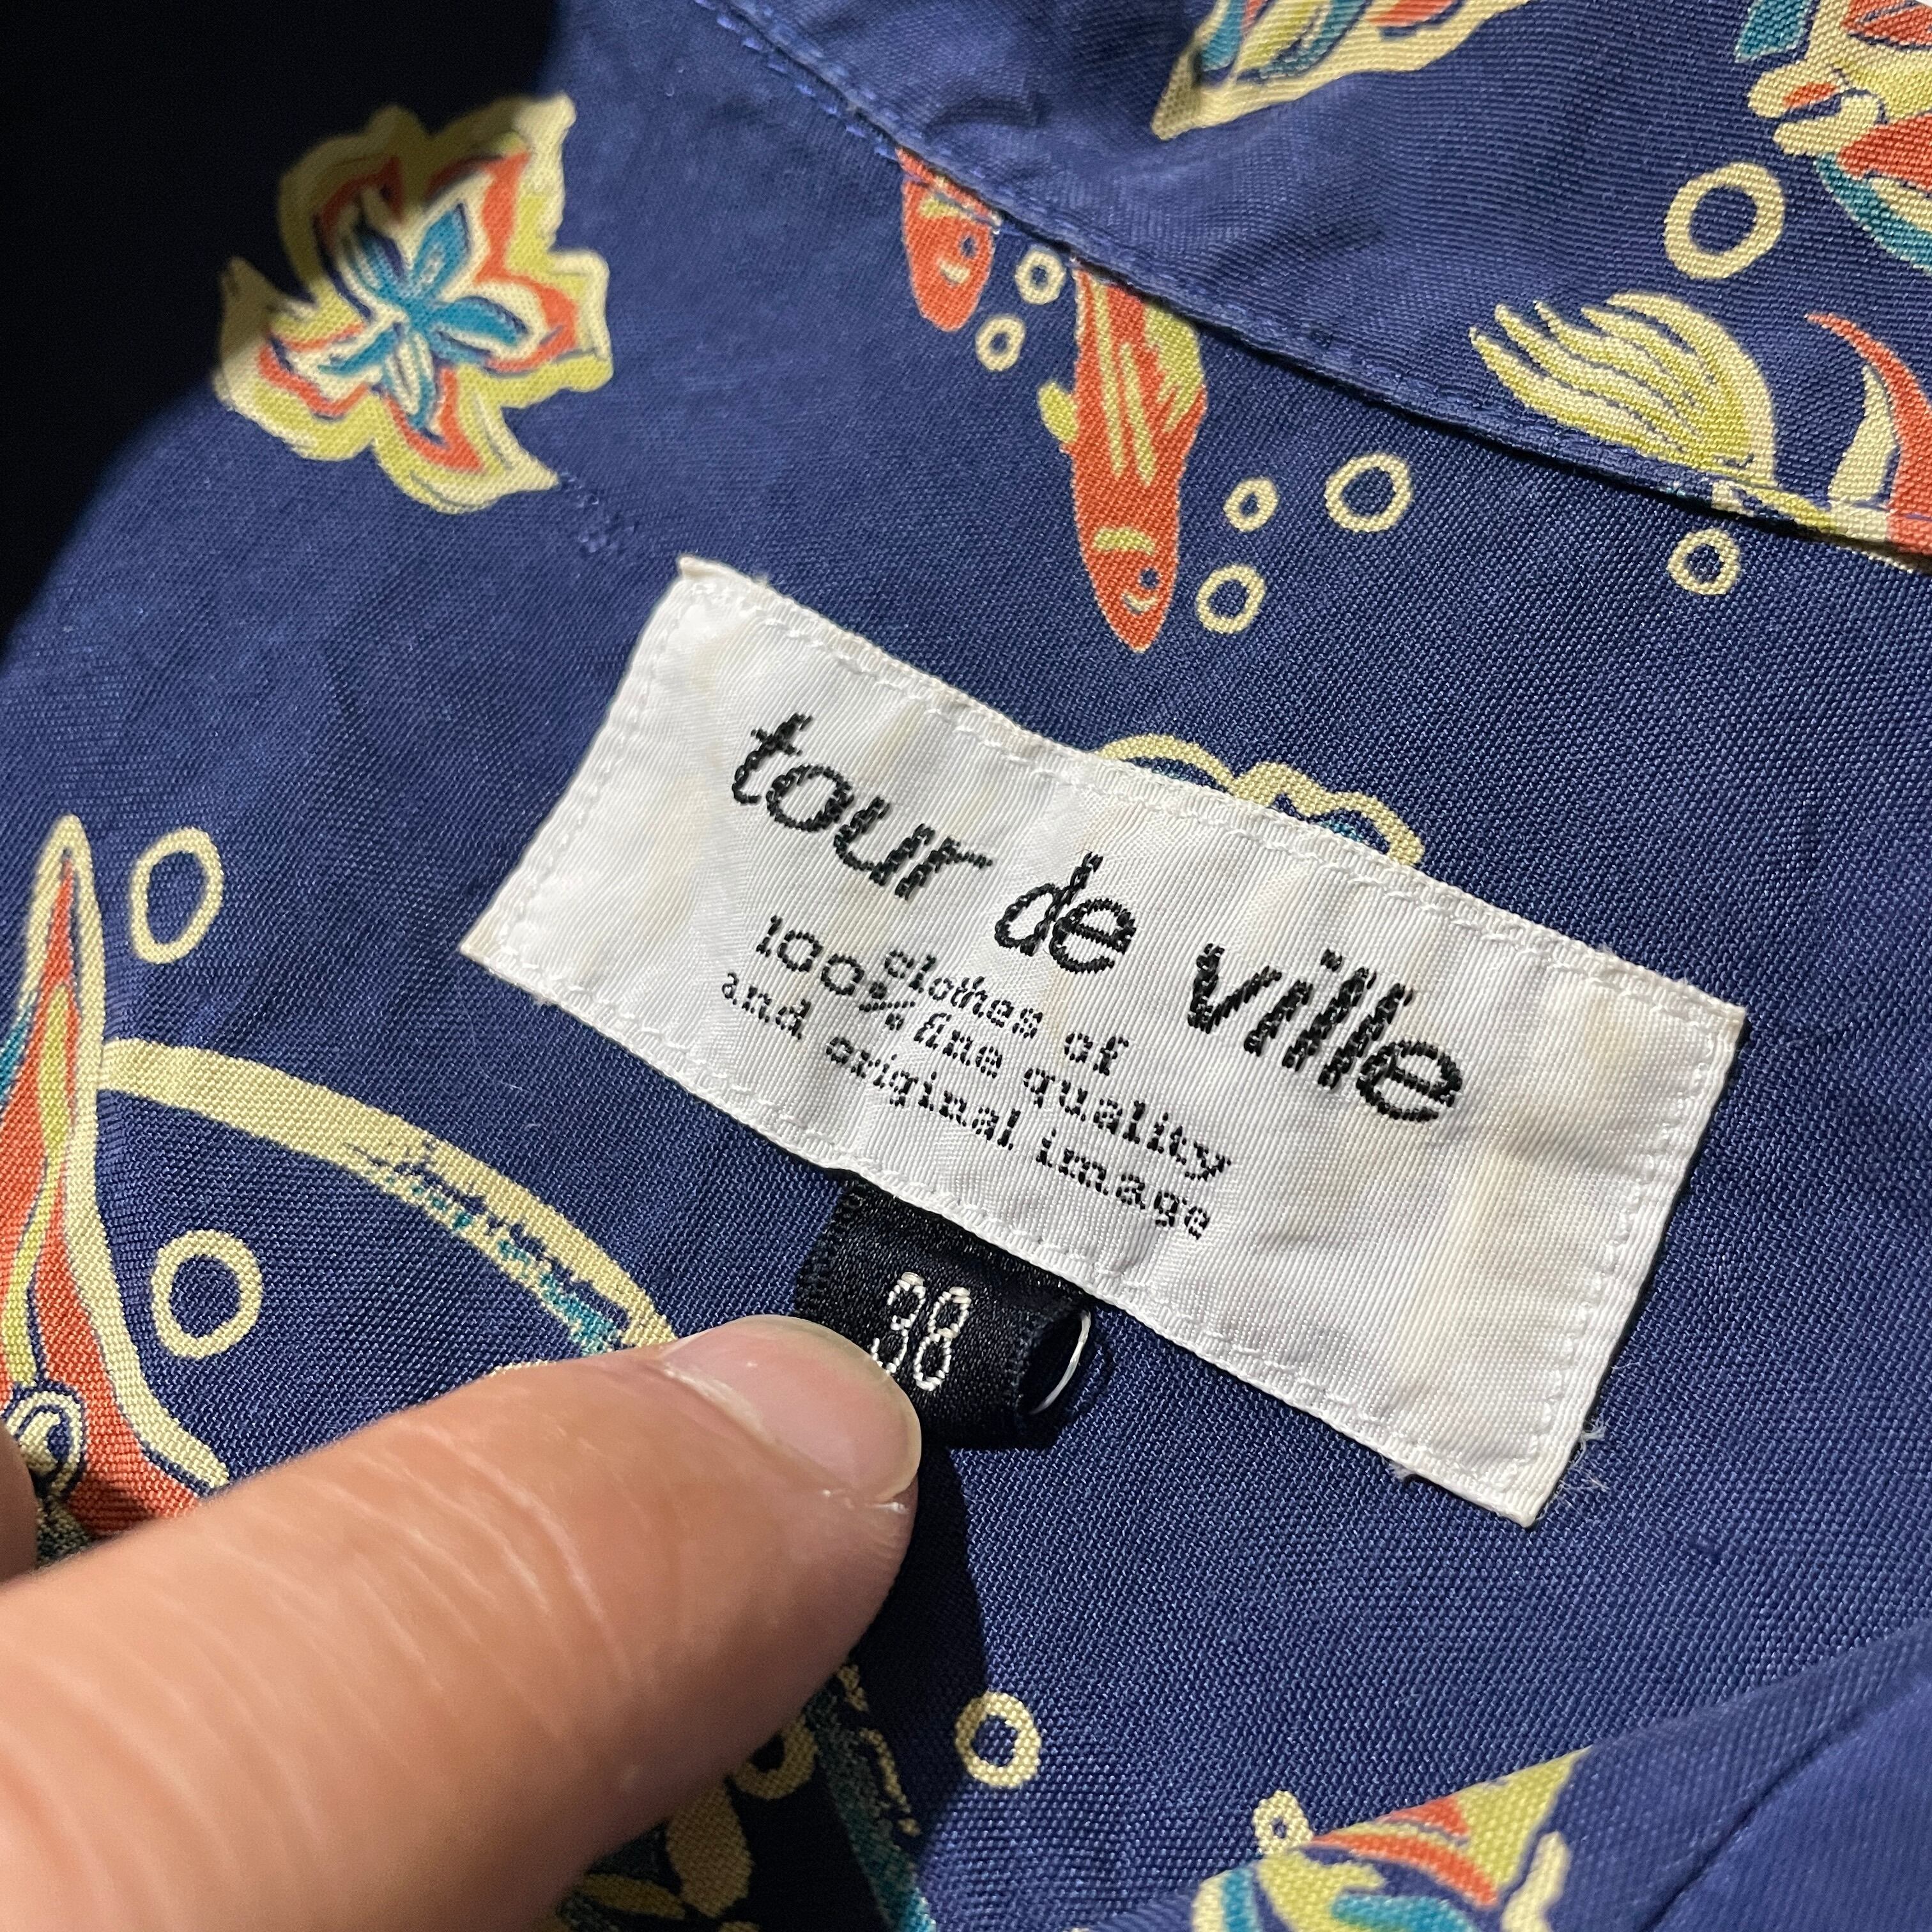 tour de ville
clothes of
100% fine quality
and original image
38